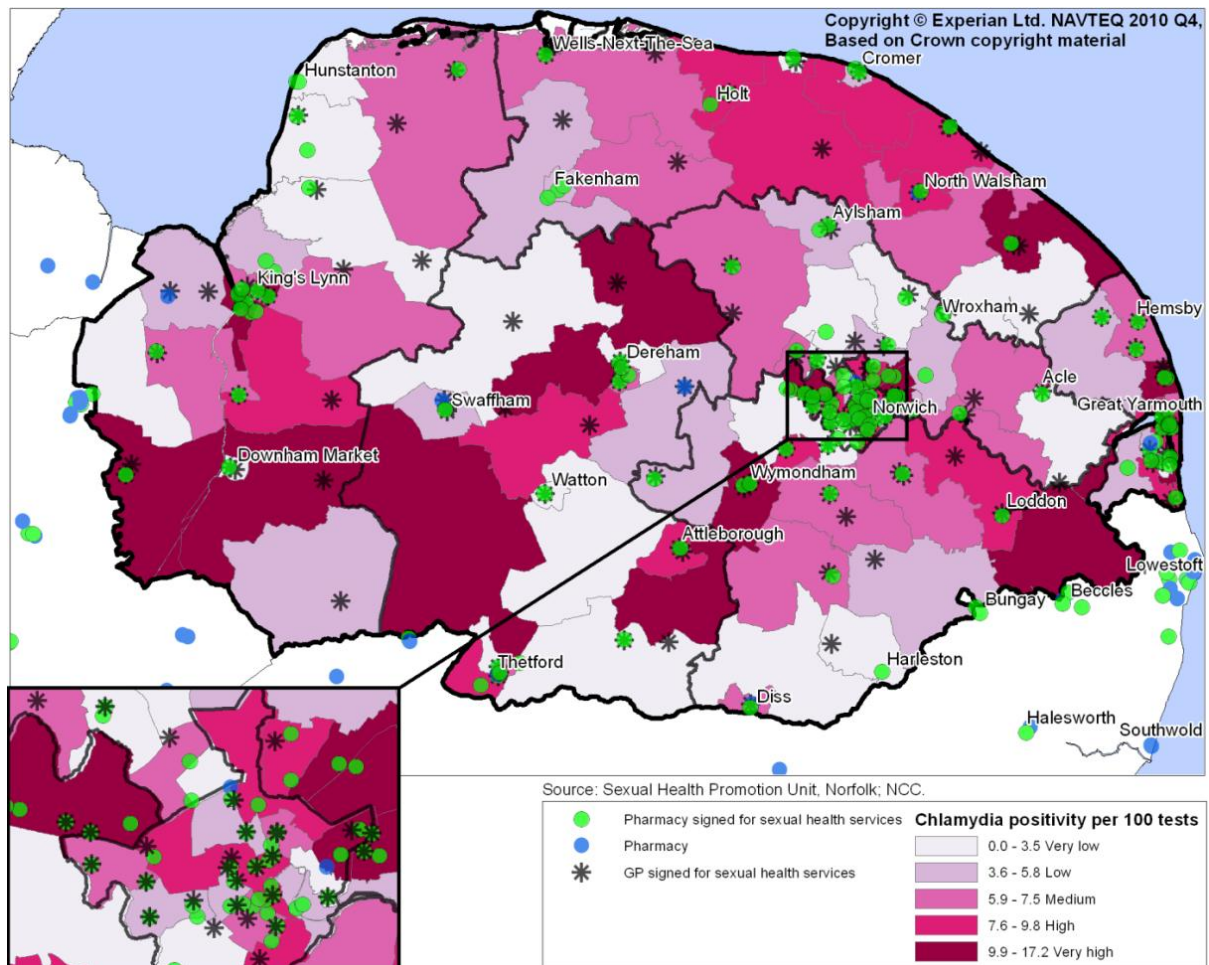 Copyright © Experian Ltd. NAVTEQ 2010 Q4,
Based on Crown copyright material
Wells-Next-The-Sea
Cromer
Hunstanton
Holt
Fakenham
North Walsham
Aylsham
King's Lynn
Wroxham
Hemsby
Dereham
Acle
Swaffham
Norwich
Great Yarmouth
Downham Market
Wymondham
Watton
Loddon
Attleborough
Lowestoft
Beccles
Bungay
Thetford
Harleston
Diss
Halesworth
Southwold
Source: Sexual Health Promotion Unit, Norfolk; NCC.
Pharmacy signed for sexual health services
Pharmacy
GP signed for sexual health services
Chlamydia positivity per 100 tests
0.0 - 3.5 Very low
3.6 - 5.8 Low
5.9 - 7.5 Medium
7.6 - 9.8 High
9.9 - 17.2 Very high